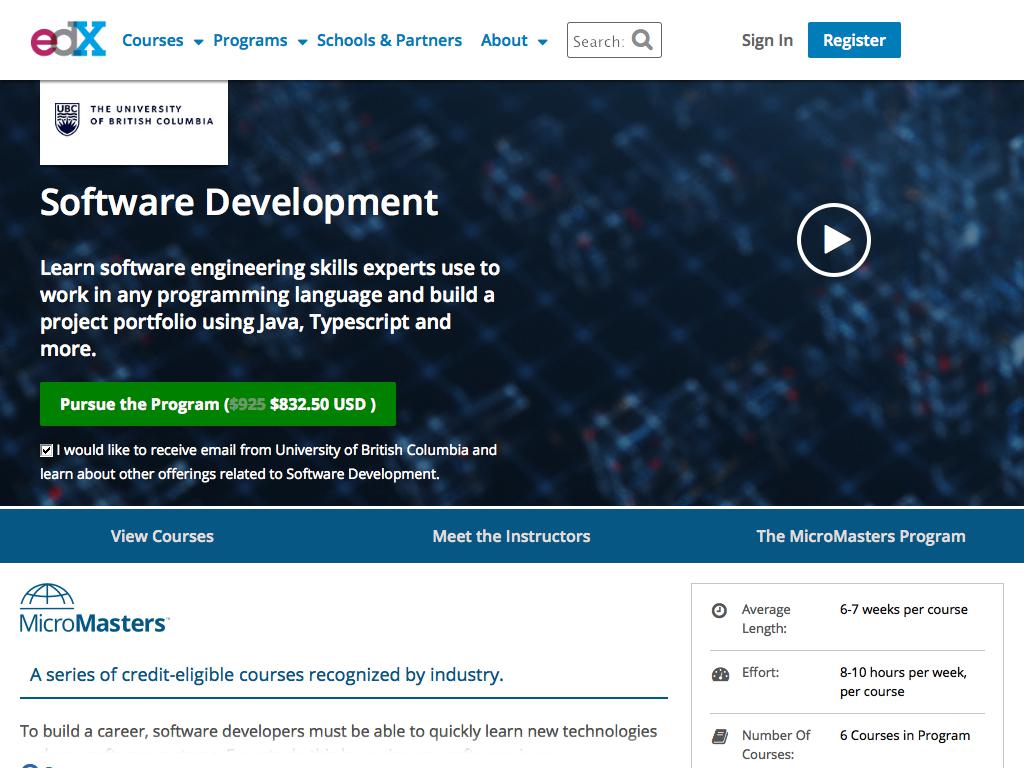 edX
Courses
Programs
Schools & Partners
About
Search:
Sign In
Register
UBC
THE UNIVERSITY
OF BRITISH COLUMBIA
Software Development
Learn software engineering skills experts use to
work in any programming language and build a
project portfolio using Java, Typescript and
more.
Pursue the Program ($925 $832.50 USD )
I would like to receive email from University of British Columbia and
learn about other offerings related to Software Development.
View Courses
Meet the Instructors
The MicroMasters Program
MicroMasters™
A series of credit-eligible courses recognized by industry.
To build a career, software developers must be able to quickly learn new technologies
Average
Length:
6-7 weeks per course
Effort:
8-10 hours per week,
per course
Number Of
Courses:
6 Courses in Program